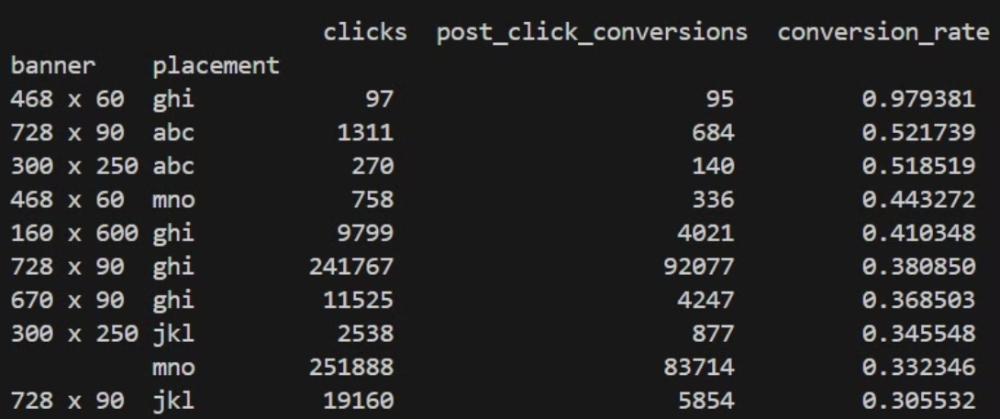 clicks  post_click_conversions  conversion_rate
banner    placement
468 x 60  ghi             97                      95         0.979381
728 x 90  abc           1311                     684         0.521739
300 x 250 abc            270                     140         0.518519
468 x 60  mno            758                     336         0.443272
160 x 600 ghi           9799                    4021         0.410348
728 x 90  ghi         241767                   92077         0.380850
670 x 90  ghi          11525                    4247         0.368503
300 x 250 jkl           2538                     877         0.345548
          mno         251888                   83714         0.332346
728 x 90  jkl          19160                    5854         0.305532